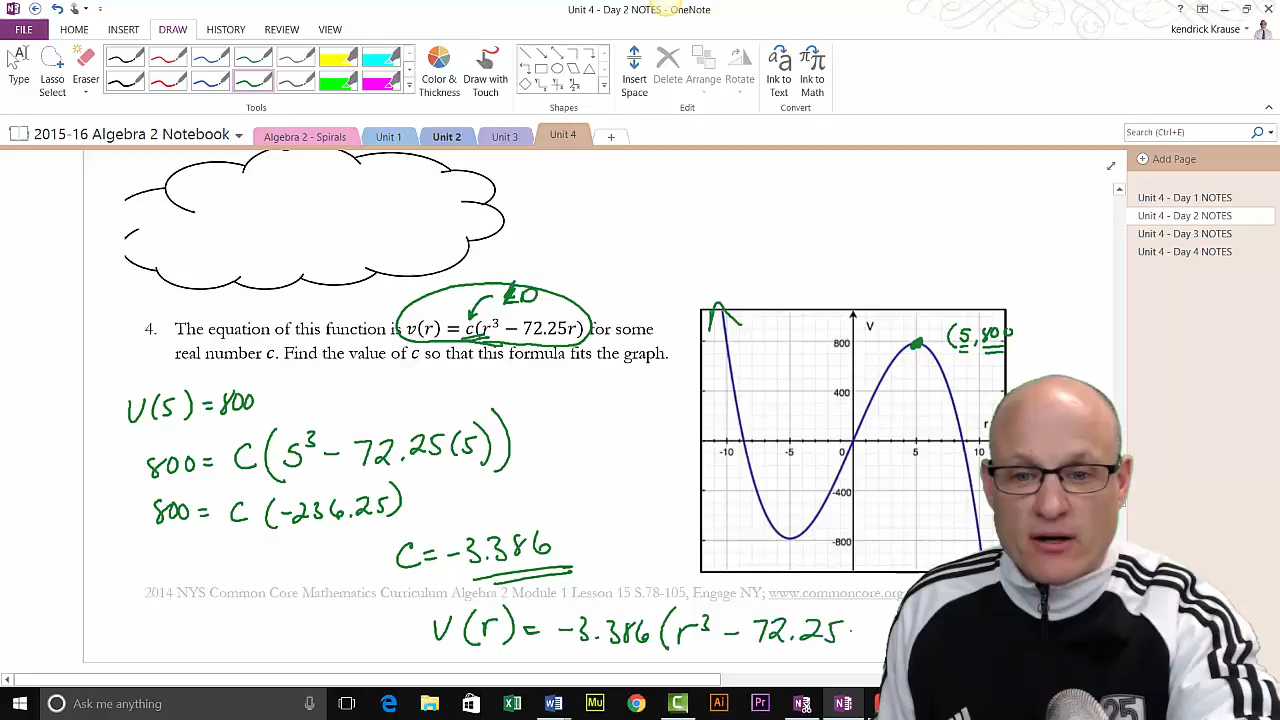 Unit 4 - Day 2 NOTES - OneNote
FILE HOME INSERT DRAW HISTORY REVIEW VIEW
kendrick Krause
Type Lasso Select Eraser Color & Thickness Draw with Touch Insert Space Delete Arrange Rotate Ink to Text Ink to Math
Tools Shapes Edit Convert
2015-16 Algebra 2 Notebook Algebra 2 - Spirals Unit 1 Unit 2 Unit 3 Unit 4
Search (Ctrl+E)
Add Page
Unit 4 - Day 1 NOTES
Unit 4 - Day 2 NOTES
Unit 4 - Day 3 NOTES
Unit 4 - Day 4 NOTES
4. The equation of this function is v(r) = c(r³ − 72.25r) for some
real number c. Find the value of c so that this formula fits the graph.
V(5) = 800
800 = C(5³ − 72.25(5))
800 = C(-236.25)
C = -3.386
V
(5, 800
800
400
r
-10 -5 0 5 10
-400
-800
2014 NYS Common Core Mathematics Curriculum Algebra 2 Module 1 Lesson 15 S.78-105, Engage NY; www.commoncore.org
V(r) = -3.386(r³ − 72.25
Ask me anything
25